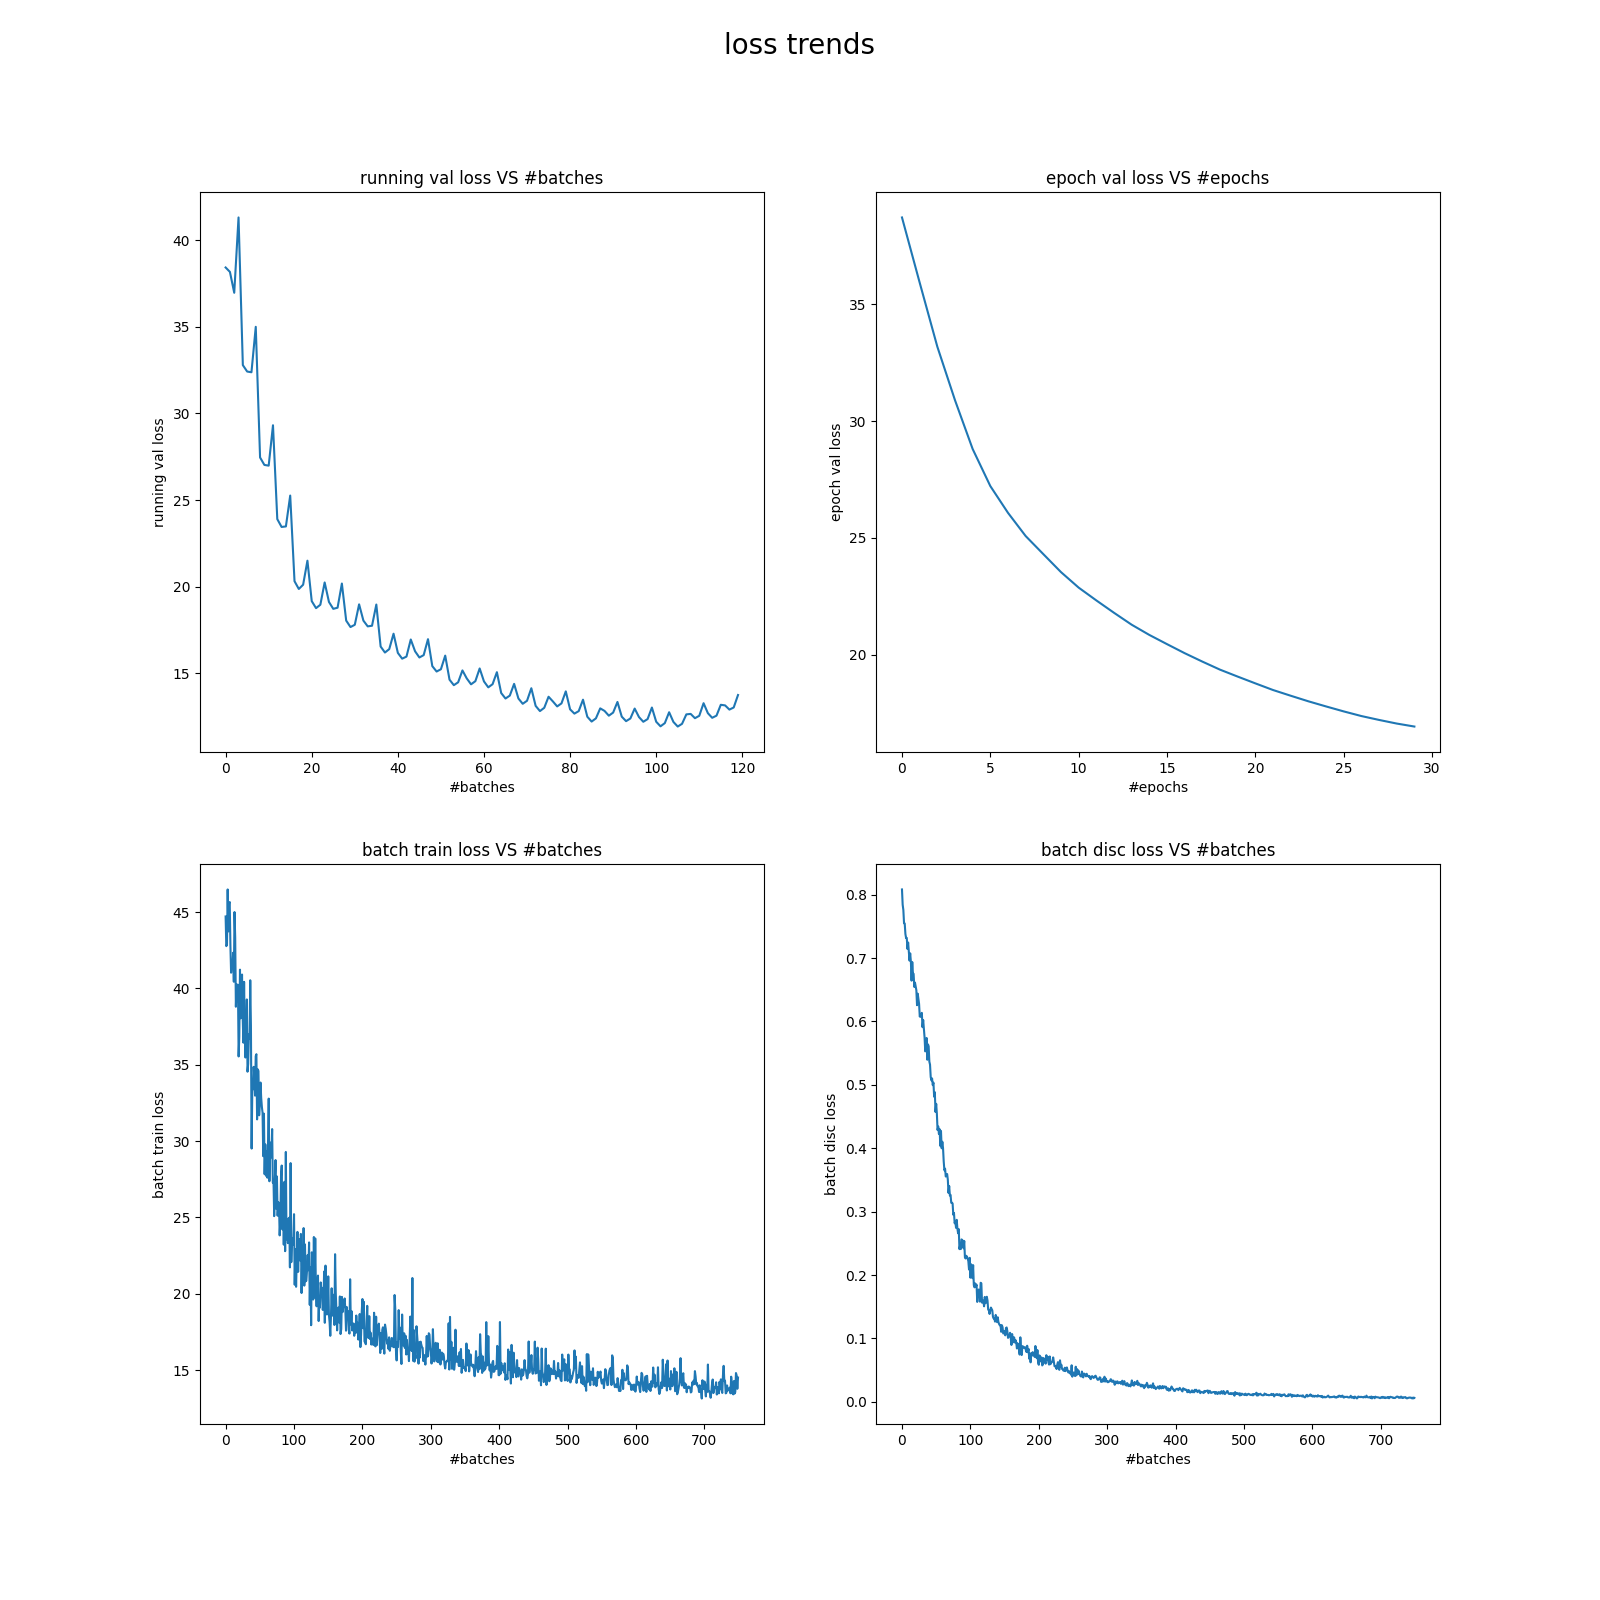 loss trends
running val loss VS #batches
running val loss
40
35
30
25
20
15
0 20 40 60 80 100 120
#batches
epoch val loss VS #epochs
epoch val loss
35
30
25
20
0 5 10 15 20 25 30
#epochs
batch train loss VS #batches
batch train loss
45
40
35
30
25
20
15
0 100 200 300 400 500 600 700
#batches
batch disc loss VS #batches
batch disc loss
0.8
0.7
0.6
0.5
0.4
0.3
0.2
0.1
0.0
0 100 200 300 400 500 600 700
#batches